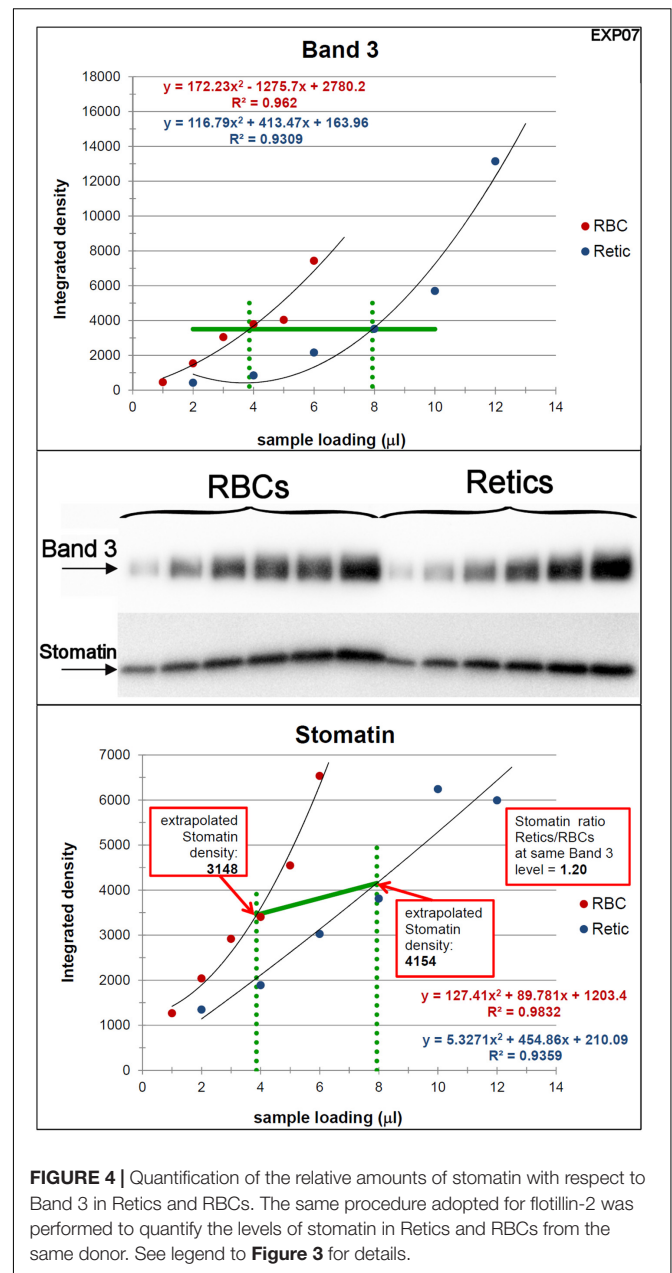 EXP07
Band 3
18000
16000
14000
12000
10000
8000
6000
4000
2000
0
Integrated density
y = 172.23x² - 1275.7x + 2780.2
R² = 0.962
y = 116.79x² + 413.47x + 163.96
R² = 0.9309
RBC
Retic
0 2 4 6 8 10 12 14
sample loading (µl)
RBCs Retics
Band 3
Stomatin
Stomatin
7000
6000
5000
4000
3000
2000
1000
0
Integrated density
extrapolated
Stomatin
density:
3148
Stomatin ratio
Retics/RBCs
at same Band 3
level = 1.20
extrapolated
Stomatin
density:
4154
RBC
Retic
y = 127.41x² + 89.781x + 1203.4
R² = 0.9832
y = 5.3271x² + 454.86x + 210.09
R² = 0.9359
0 2 4 6 8 10 12 14
sample loading (µl)
FIGURE 4 | Quantification of the relative amounts of stomatin with respect to
Band 3 in Retics and RBCs. The same procedure adopted for flotillin-2 was
performed to quantify the levels of stomatin in Retics and RBCs from the
same donor. See legend to Figure 3 for details.